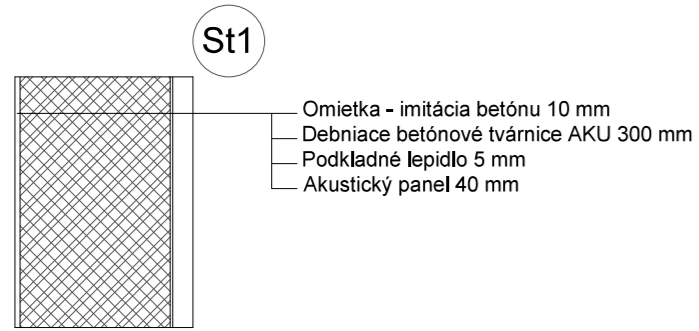 St1
Omietka - imitácia betónu 10 mm
Debniace betónové tvárnice AKU 300 mm
Podkladné lepidlo 5 mm
Akustický panel 40 mm